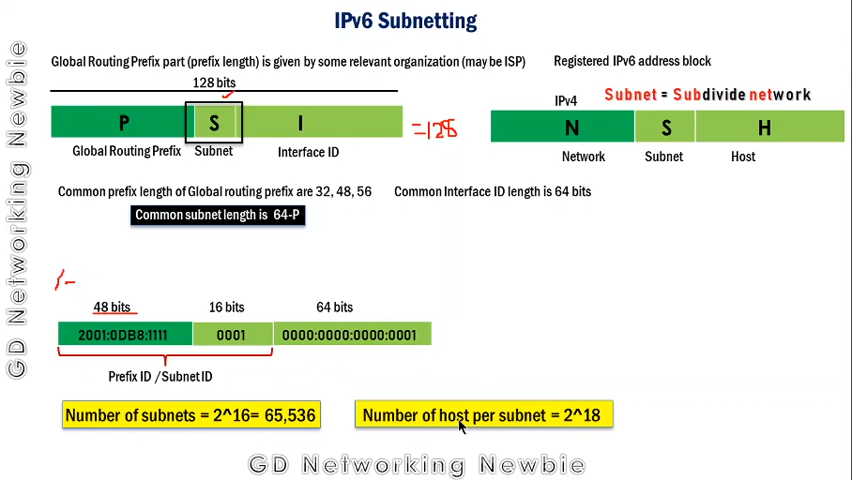 IPv6 Subnetting
GD Networking Newbie
Global Routing Prefix part (prefix length) is given by some relevant organization (may be ISP)
Registered IPv6 address block
128 bits
P S I
=128
Global Routing Prefix Subnet Interface ID
IPv4
Subnet = Subdivide network
N S H
Network Subnet Host
Common prefix length of Global routing prefix are 32, 48, 56
Common Interface ID length is 64 bits
Common subnet length is 64-P
48 bits 16 bits 64 bits
2001:0DB8:1111 0001 0000:0000:0000:0001
Prefix ID /Subnet ID
Number of subnets = 2^16= 65,536
Number of host per subnet = 2^18
GD Networking Newbie